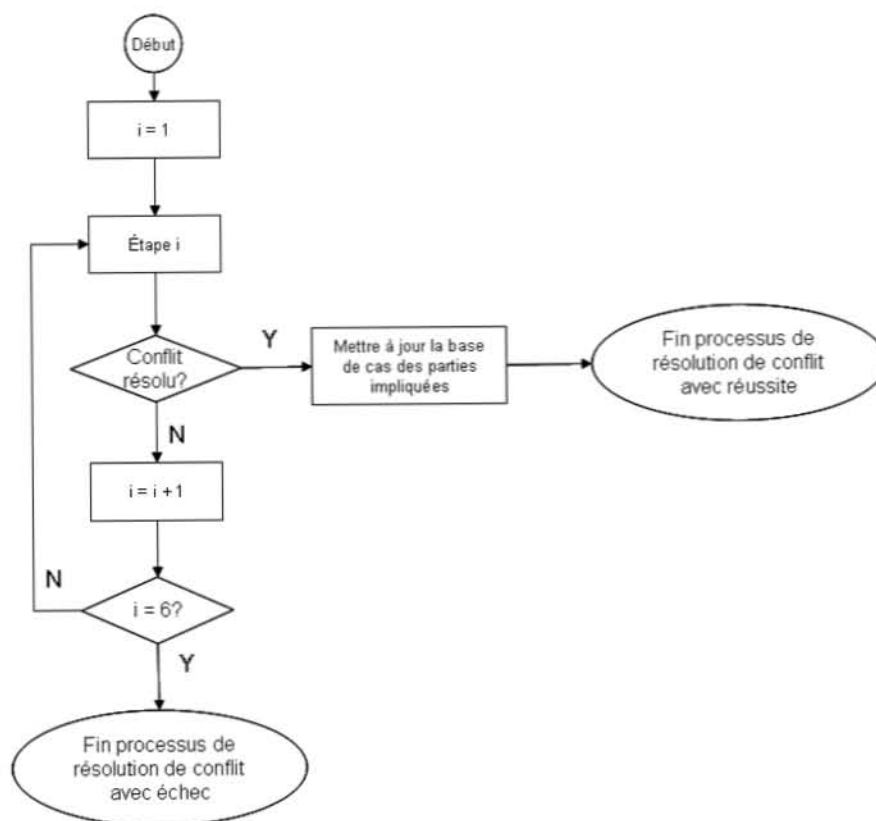 Début
i = 1
Étape i
Conflit
résolu?
Y
Mettre à jour la base
de cas des parties
impliquées
Fin processus de
résolution de conflit
avec réussite
N
i = i + 1
N
i = 6?
Y
Fin processus de
résolution de conflit
avec échec